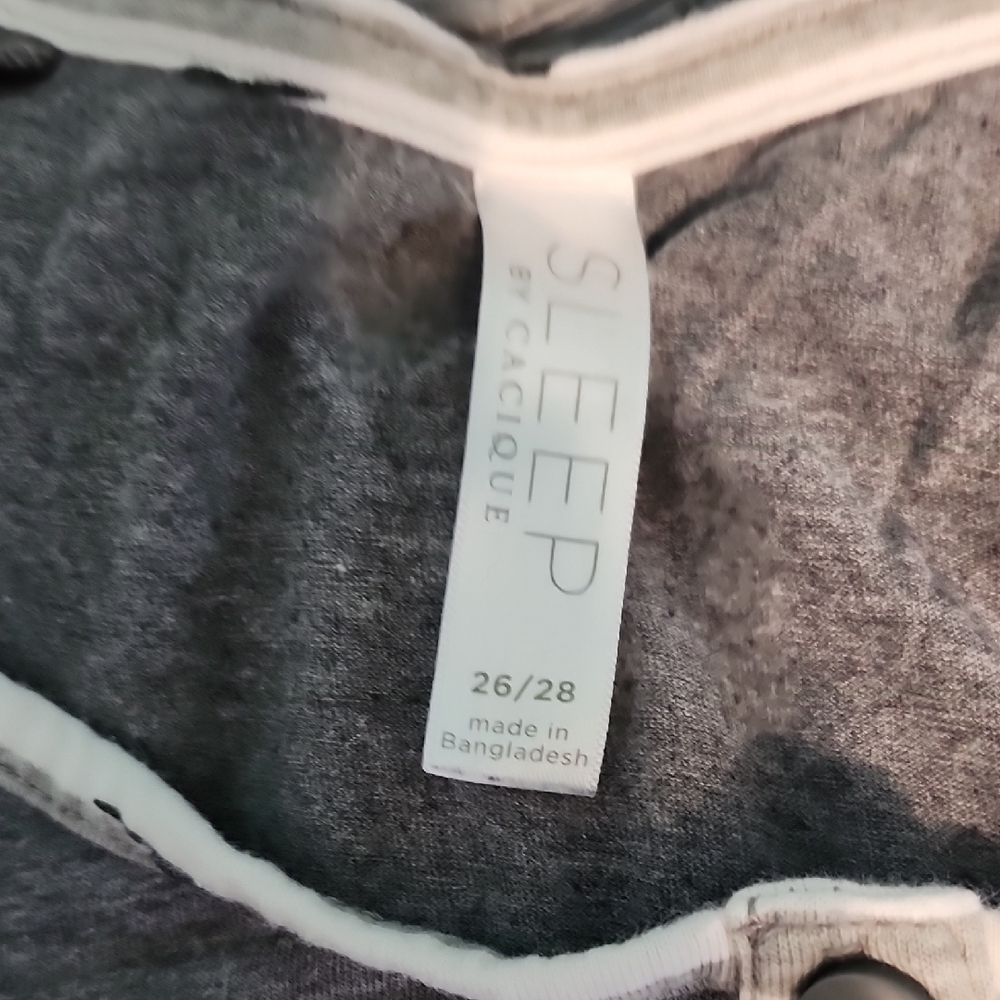 SLEEP
BY CACIQUE
26/28
made in
Bangladesh